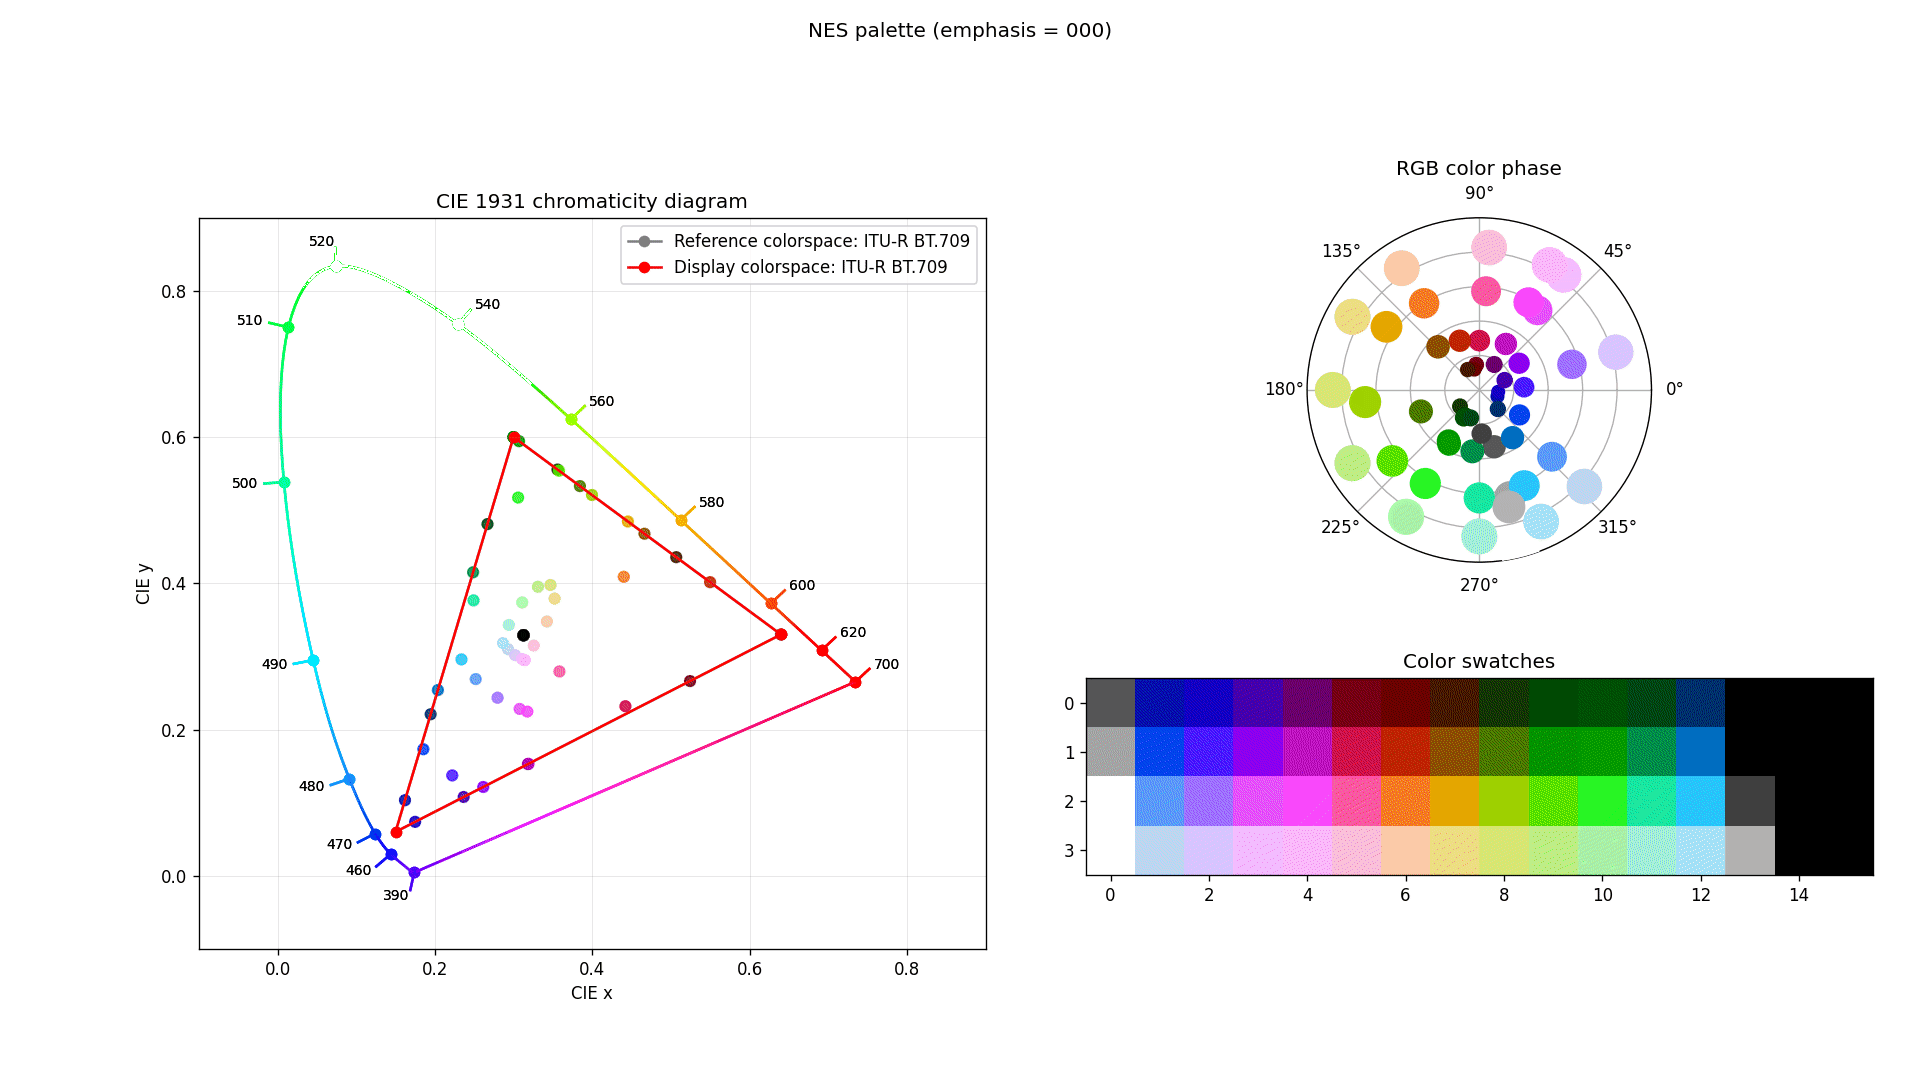 NES palette (emphasis = 000)
CIE 1931 chromaticity diagram
Reference colorspace: ITU-R BT.709
Display colorspace: ITU-R BT.709
520
540
510
560
500
580
600
620
490
700
480
470
460
390
0.8
0.6
0.4
0.2
0.0
CIE y
0.0 0.2 0.4 0.6 0.8
CIE x
RGB color phase
90°
135° 45°
180° 0°
225° 315°
270°
Color swatches
0
1
2
3
0 2 4 6 8 10 12 14